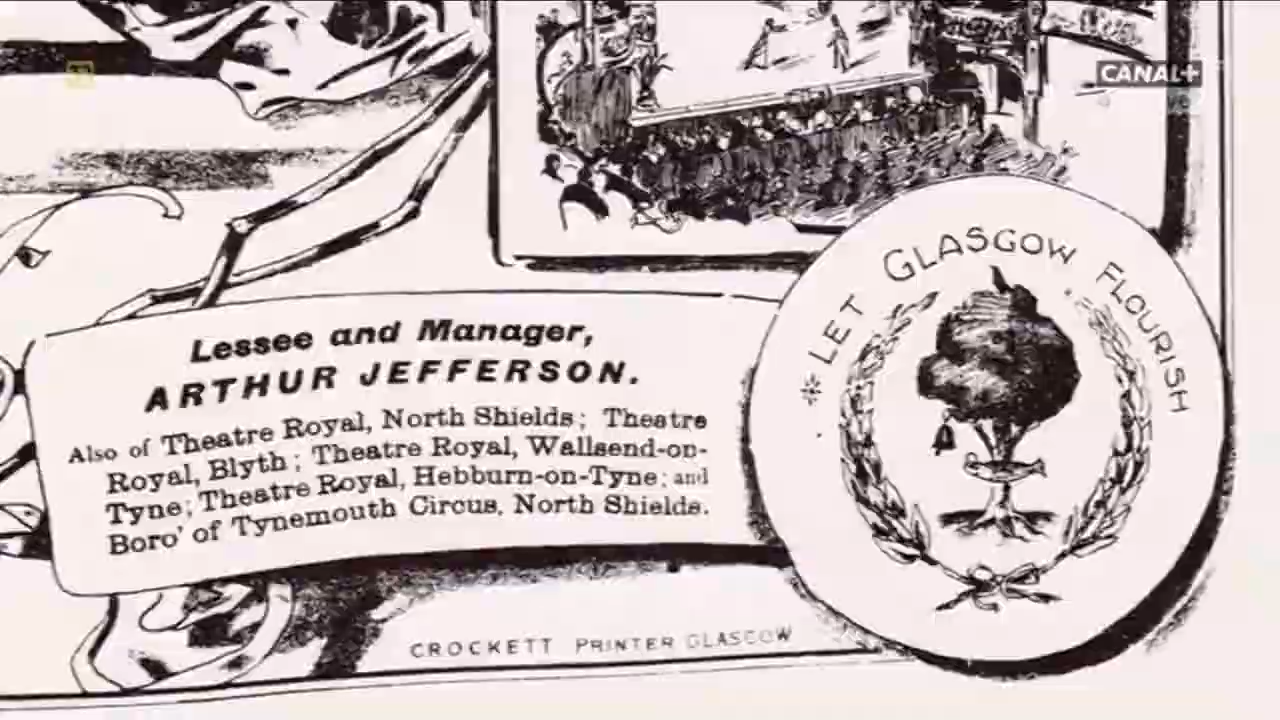 CANAL+
* LET GLASGOW FLOURISH
Lessee and Manager,
ARTHUR JEFFERSON.
Also of Theatre Royal, North Shields; Theatre
Royal, Blyth; Theatre Royal, Wallsend-on-
Tyne; Theatre Royal, Hebburn-on-Tyne; and
Boro' of Tynemouth Circus, North Shields.
CROCKETT PRINTER GLASGOW